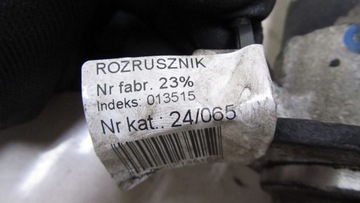 ROZRUSZNIK
Nr fabr. 23%
Indeks: 013515
Nr kat.: 24/065